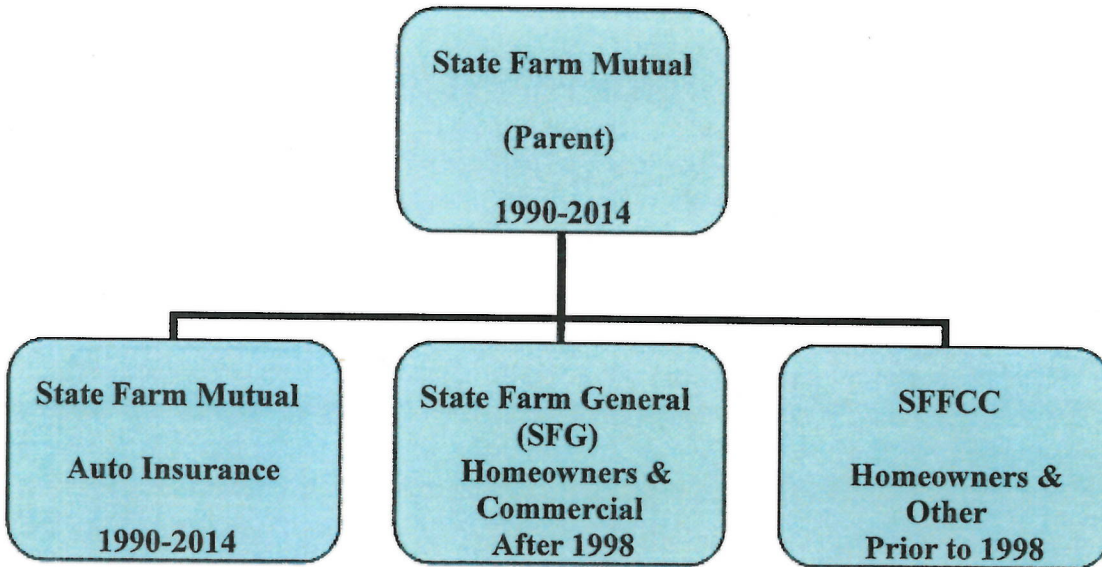 State Farm Mutual
(Parent)
1990-2014
State Farm Mutual
Auto Insurance
1990-2014
State Farm General
(SFG)
Homeowners &
Commercial
After 1998
SFFCC
Homeowners &
Other
Prior to 1998